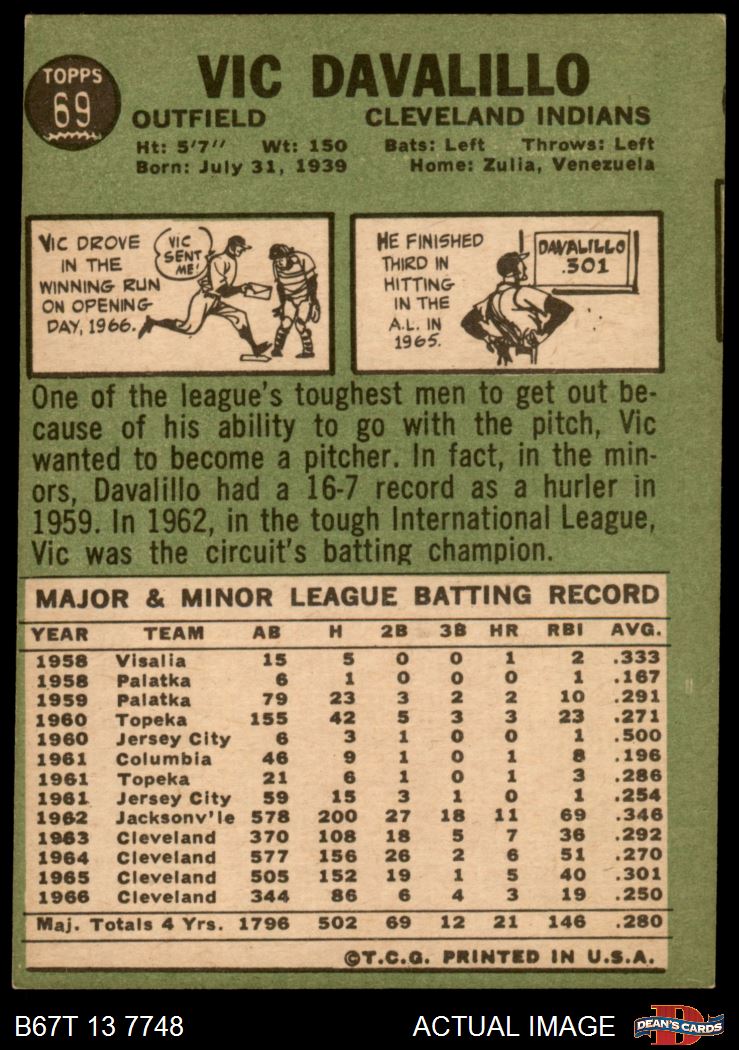 TOPPS
69
VIC DAVALILLO
OUTFIELD CLEVELAND INDIANS
Ht: 5'7" Wt: 150 Bats: Left Throws: Left
Born: July 31, 1939 Home: Zulia, Venezuela
VIC DROVE
IN THE
WINNING RUN
ON OPENING
DAY, 1966.
VIC
SENT
ME!
HE FINISHED
THIRD IN
HITTING
IN THE
A.L. IN
1965.
DAVALILLO
.301
One of the league's toughest men to get out be-
cause of his ability to go with the pitch, Vic
wanted to become a pitcher. In fact, in the min-
ors, Davalillo had a 16-7 record as a hurler in
1959. In 1962, in the tough International League,
Vic was the circuit's batting champion.
MAJOR & MINOR LEAGUE BATTING RECORD
YEAR TEAM AB H 2B 3B HR RBI AVG.
1958 Visalia 15 5 0 0 1 2 .333
1958 Palatka 6 1 0 0 0 1 .167
1959 Palatka 79 23 3 2 2 10 .291
1960 Topeka 155 42 5 3 3 23 .271
1960 Jersey City 6 3 1 0 0 1 .500
1961 Columbia 46 9 1 0 1 8 .196
1961 Topeka 21 6 1 0 1 3 .286
1961 Jersey City 59 15 3 1 0 1 .254
1962 Jacksonv'le 578 200 27 18 11 69 .346
1963 Cleveland 370 108 18 5 7 36 .292
1964 Cleveland 577 156 26 2 6 51 .270
1965 Cleveland 505 152 19 1 5 40 .301
1966 Cleveland 344 86 6 4 3 19 .250
Maj. Totals 4 Yrs. 1796 502 69 12 21 146 .280
©T.C.G. PRINTED IN U.S.A.
B67T 13 7748 ACTUAL IMAGE
DEAN'S CARDS